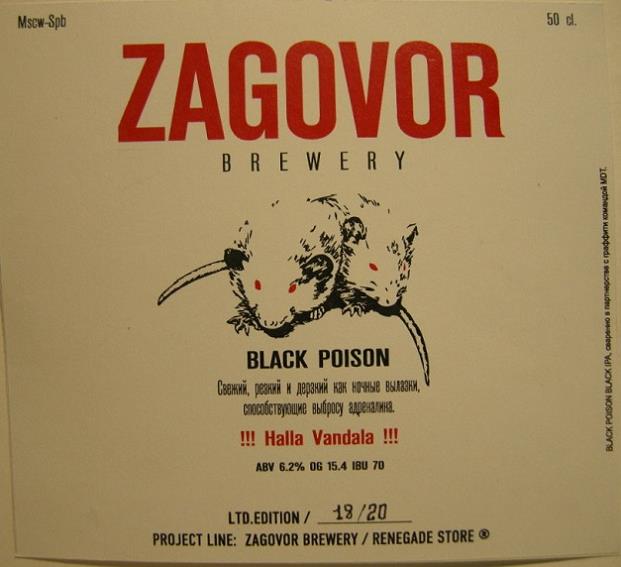 Mscw-Spb
50 cl.
ZAGOVOR
BREWERY
BLACK POISON
Свежий, резкий и дерзкий как ночные вылазки,
способствующие выбросу адреналина.
!!! Halla Vandala !!!
ABV 6.2% OG 15.4 IBU 70
LTD.EDITION / 18/20
PROJECT LINE: ZAGOVOR BREWERY / RENEGADE STORE ®
BLACK POISON BLACK IPA, сваренно в партнерстве с граффити командой MDT.